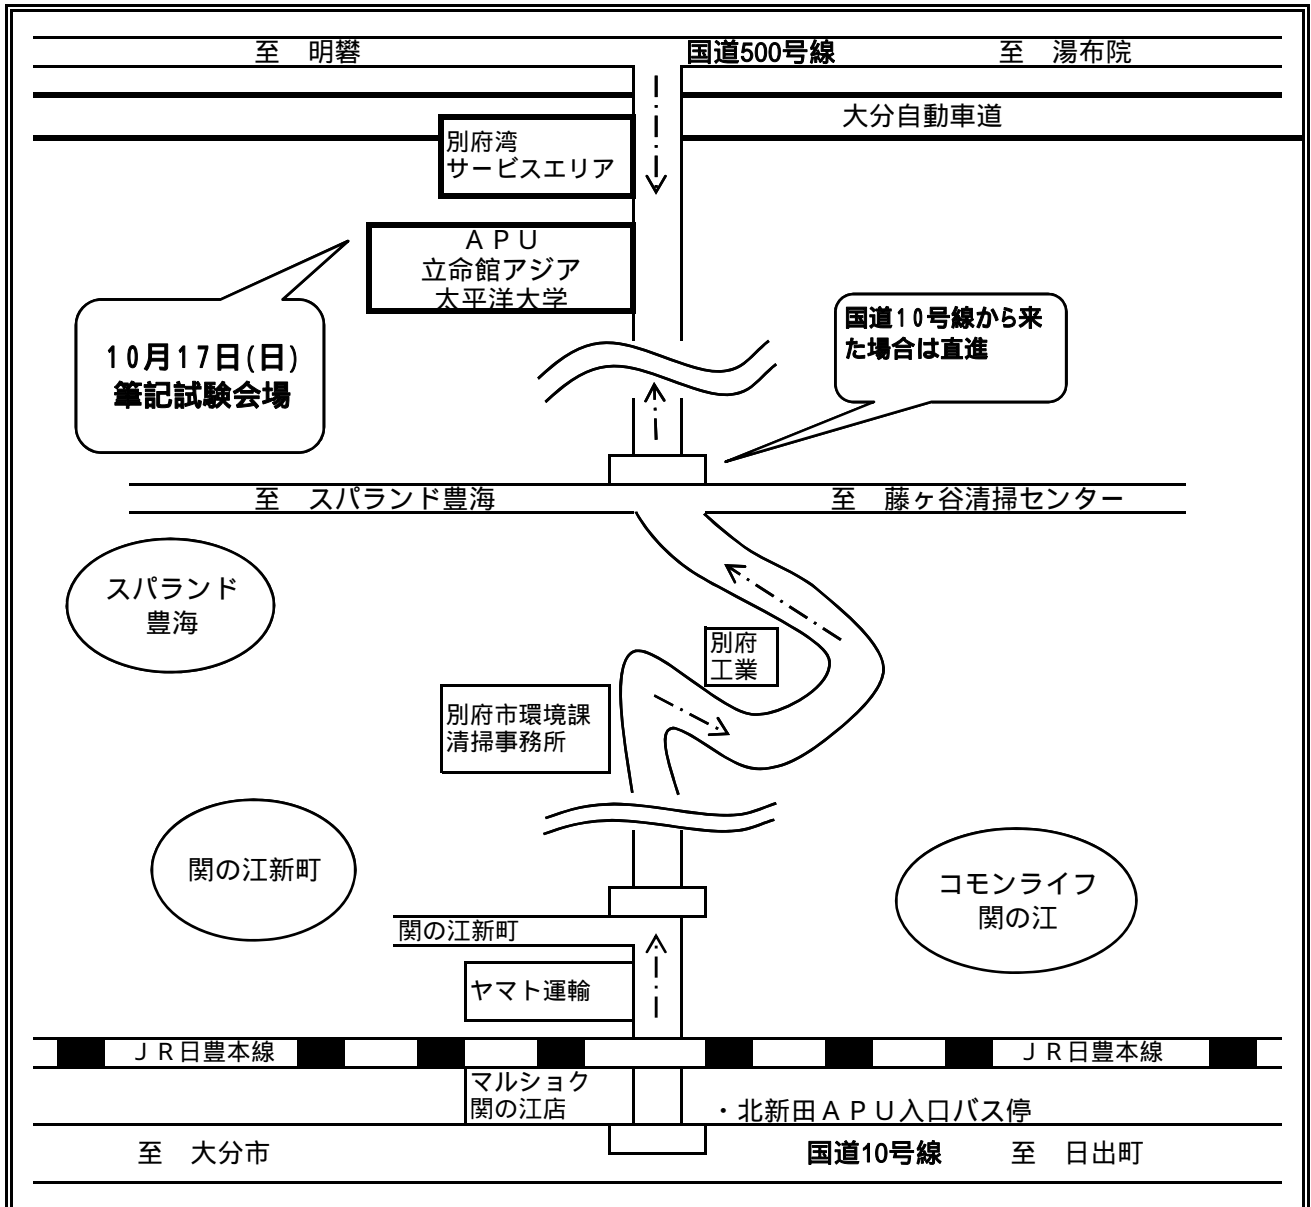 至　明礬
国道500号線
至　湯布院
大分自動車道
別府湾
サービスエリア
ＡＰＵ
立命館アジア
太平洋大学
10月17日(日)
筆記試験会場
国道10号線から来
た場合は直進
至　スパランド豊海
至　藤ヶ谷清掃センター
スパランド
豊海
別府
工業
別府市環境課
清掃事務所
関の江新町
コモンライフ
関の江
関の江新町
ヤマト運輸
ＪＲ日豊本線
ＪＲ日豊本線
マルショク
関の江店
・北新田ＡＰＵ入口バス停
至　大分市
国道10号線
至　日出町